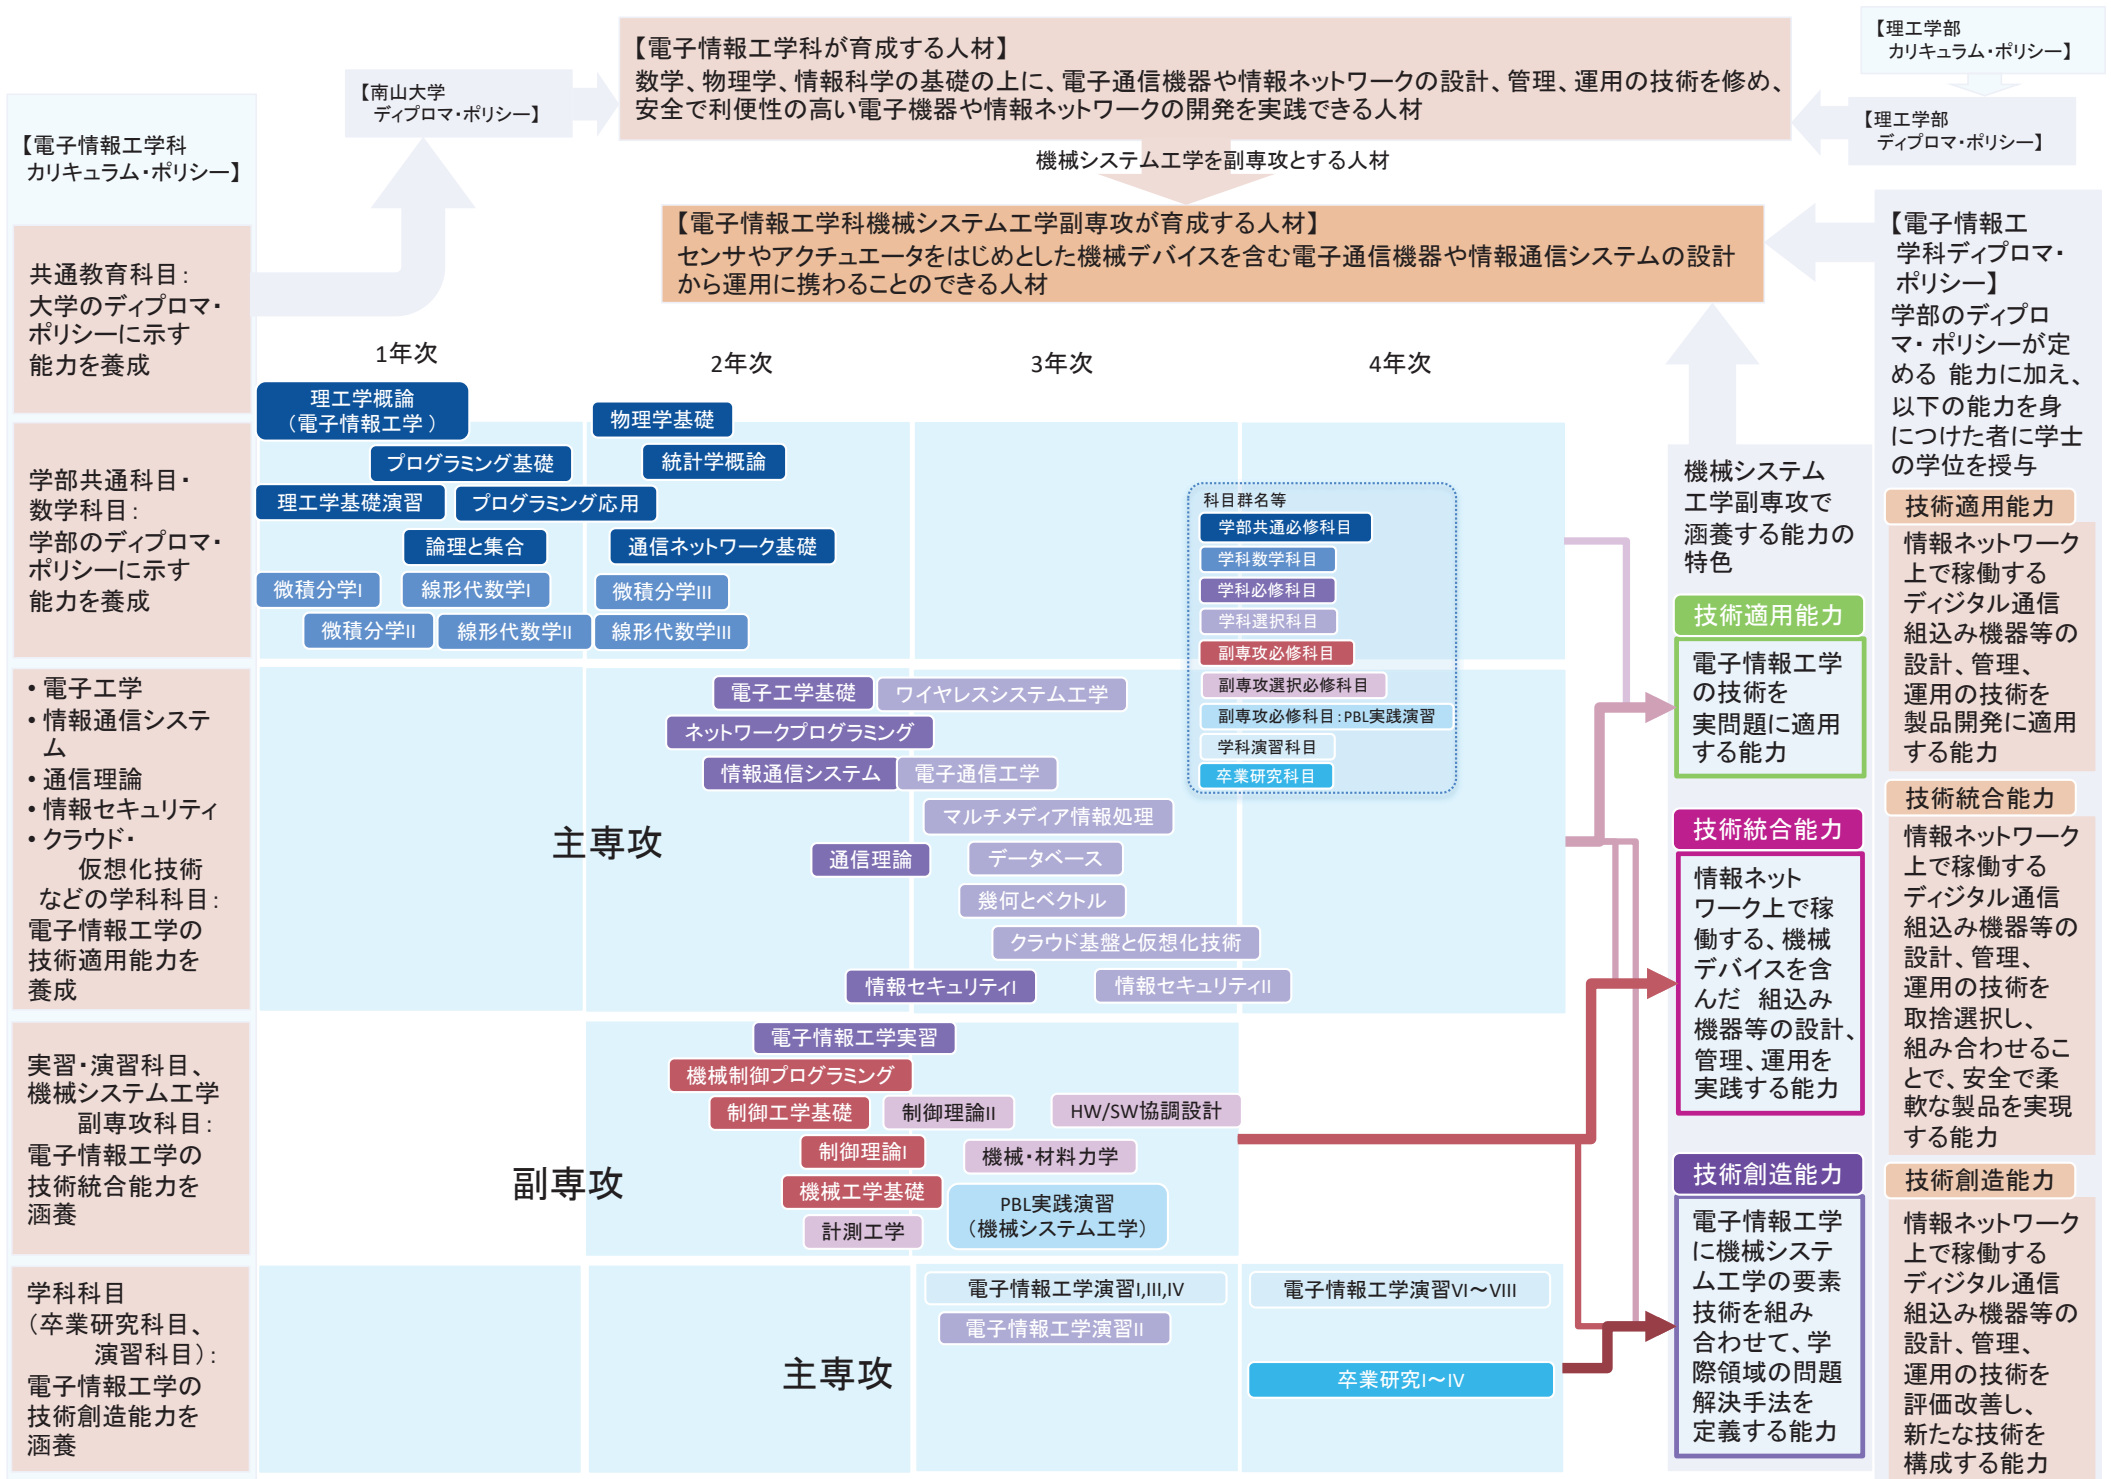 【電子情報工学科が育成する人材】
数学、物理学、情報科学の基礎の上に、電子通信機器や情報ネットワークの設計、管理、運用の技術を修め、
安全で利便性の高い電子機器や情報ネットワークの開発を実践できる人材
【理工学部
カリキュラム・ポリシー】
【南山大学
ディプロマ・ポリシー】
【理工学部
ディプロマ・ポリシー】
機械システム工学を副専攻とする人材
【電子情報工学科機械システム工学副専攻が育成する人材】
センサやアクチュエータをはじめとした機械デバイスを含む電子通信機器や情報通信システムの設計
から運用に携わることのできる人材
【電子情報工学科
カリキュラム・ポリシー】
共通教育科目:
大学のディプロマ・
ポリシーに示す
能力を養成
学部共通科目・
数学科目:
学部のディプロマ・
ポリシーに示す
能力を養成
• 電子工学
• 情報通信システ
ム
• 通信理論
• 情報セキュリティ
• クラウド・
仮想化技術
などの学科科目:
電子情報工学の
技術適用能力を
養成
実習・演習科目、
機械システム工学
副専攻科目:
電子情報工学の
技術統合能力を
涵養
学科科目
(卒業研究科目、
演習科目):
電子情報工学の
技術創造能力を
涵養
1年次
2年次
3年次
4年次
理工学概論
(電子情報工学 )
物理学基礎
プログラミング基礎
統計学概論
理工学基礎演習
プログラミング応用
論理と集合
通信ネットワーク基礎
微積分学I
線形代数学I
微積分学III
微積分学II
線形代数学II
線形代数学III
科目群名等
学部共通必修科目
学科数学科目
学科必修科目
学科選択科目
副専攻必修科目
副専攻選択必修科目
副専攻必修科目:PBL実践演習
学科演習科目
卒業研究科目
電子工学基礎
ワイヤレスシステム工学
ネットワークプログラミング
情報通信システム
電子通信工学
マルチメディア情報処理
主専攻
通信理論
データベース
幾何とベクトル
クラウド基盤と仮想化技術
情報セキュリティI
情報セキュリティII
電子情報工学実習
機械制御プログラミング
制御工学基礎
制御理論II
HW/SW協調設計
制御理論I
機械・材料力学
副専攻
機械工学基礎
PBL実践演習
(機械システム工学)
計測工学
電子情報工学演習I,III,IV
電子情報工学演習VI〜VIII
電子情報工学演習II
主専攻
卒業研究I〜IV
機械システム
工学副専攻で
涵養する能力の
特色
技術適用能力
電子情報工学
の技術を
実問題に適用
する能力
技術統合能力
情報ネット
ワーク上で稼
働する、機械
デバイスを含
んだ 組込み
機器等の設計、
管理、運用を
実践する能力
技術創造能力
電子情報工学
に機械システ
ム工学の要素
技術を組み
合わせて、学
際領域の問題
解決手法を
定義する能力
【電子情報工
学科ディプロマ・
ポリシー】
学部のディプロ
マ・ ポリシーが定
める 能力に加え、
以下の能力を身
につけた者に学士
の学位を授与
技術適用能力
情報ネットワーク
上で稼働する
ディジタル通信
組込み機器等の
設計、管理、
運用の技術を
製品開発に適用
する能力
技術統合能力
情報ネットワーク
上で稼働する
ディジタル通信
組込み機器等の
設計、管理、
運用の技術を
取捨選択し、
組み合わせるこ
とで、安全で柔
軟な製品を実現
する能力
技術創造能力
情報ネットワーク
上で稼働する
ディジタル通信
組込み機器等の
設計、管理、
運用の技術を
評価改善し、
新たな技術を
構成する能力